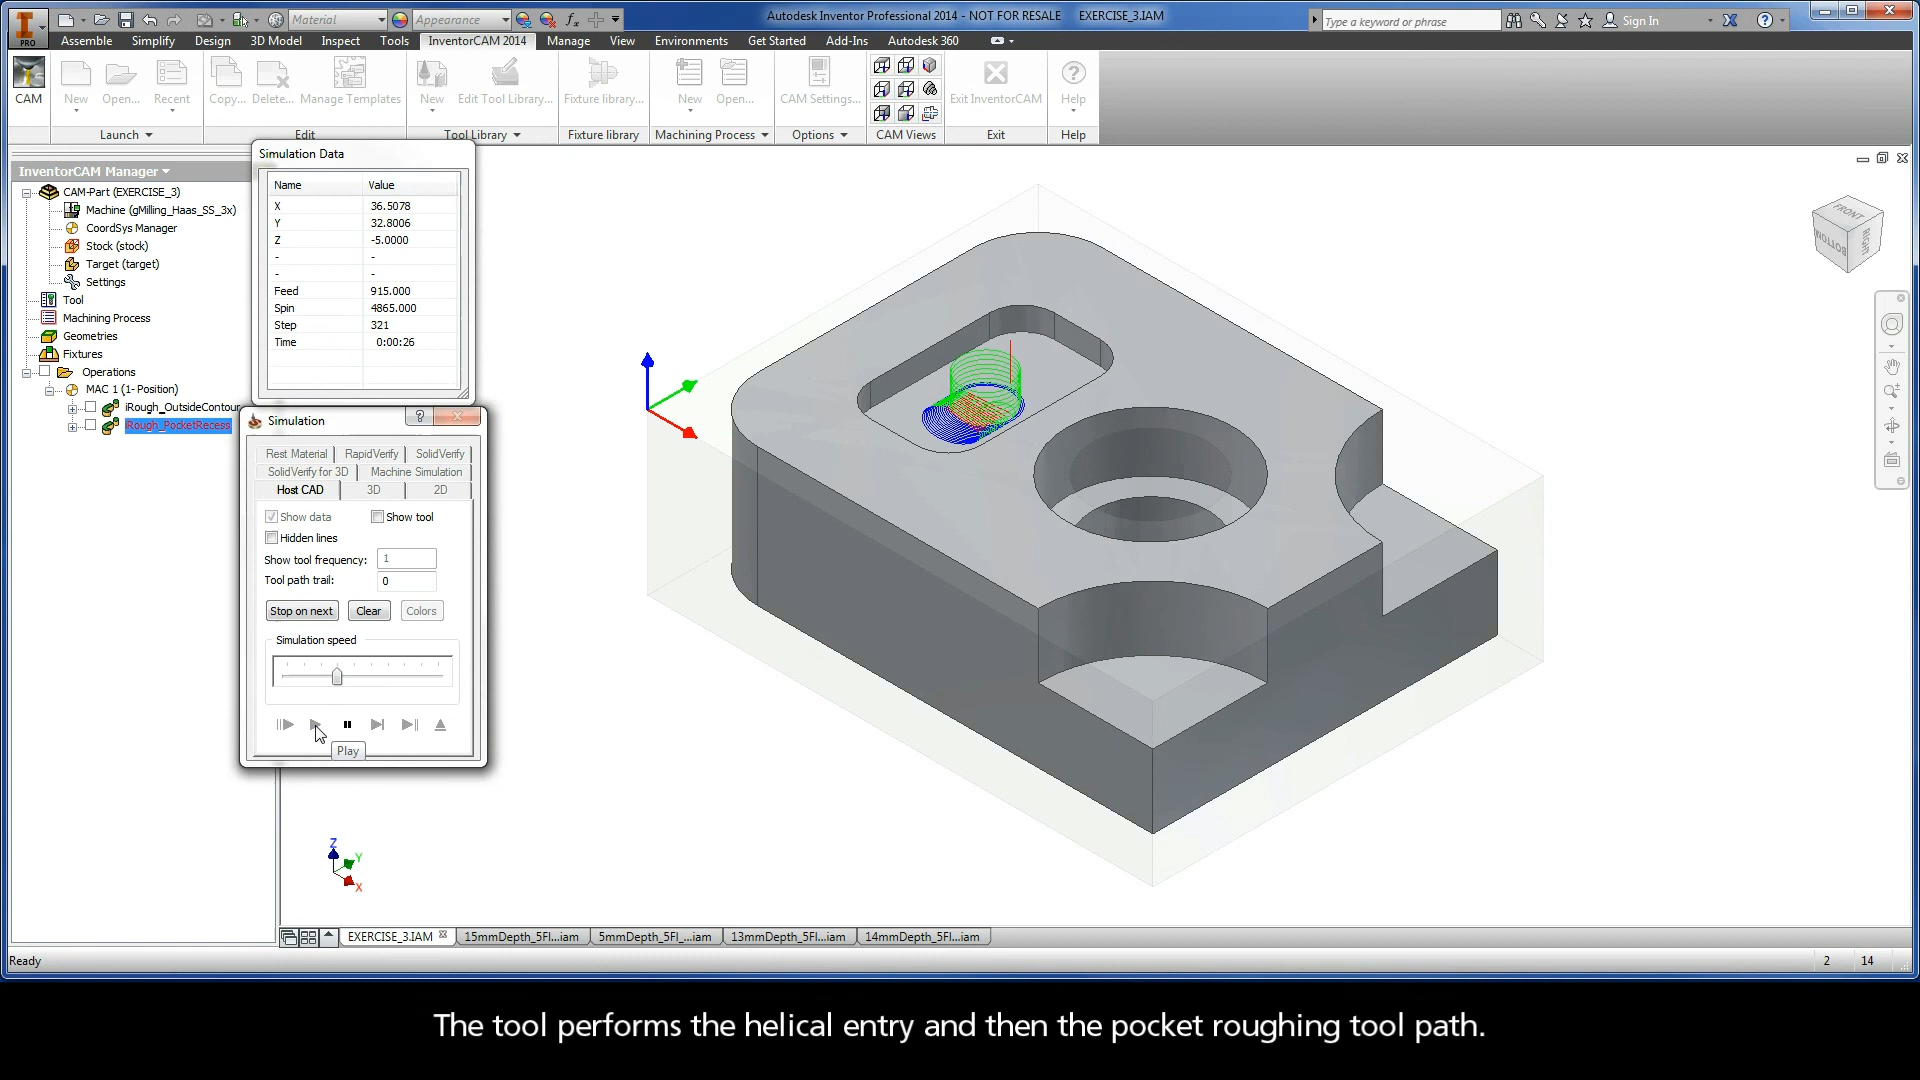 Material
Appearance
Autodesk Inventor Professional 2014 - NOT FOR RESALE EXERCISE_3.IAM
Type a keyword or phrase
Sign In
PRO
Assemble Simplify Design 3D Model Inspect Tools InventorCAM 2014 Manage View Environments Get Started Add-Ins Autodesk 360
CAM New Open... Recent Copy... Delete... Manage Templates New Edit Tool Library... Fixture library... New Open... CAM Settings... Exit InventorCAM Help
Launch Edit Tool Library Fixture library Machining Process Options CAM Views Exit Help
InventorCAM Manager
CAM-Part (EXERCISE_3)
Machine (gMilling_Haas_SS_3x)
CoordSys Manager
Stock (stock)
Target (target)
Settings
Tool
Machining Process
Geometries
Fixtures
Operations
MAC 1 (1- Position)
iRough_OutsideContour
iRough_PocketRecess
Simulation Data
Name Value
X 36.5078
Y 32.8006
Z -5.0000
- -
- -
Feed 915.000
Spin 4865.000
Step 321
Time 0:00:26
Simulation
Rest Material RapidVerify SolidVerify
SolidVerify for 3D Machine Simulation
Host CAD 3D 2D
Show data Show tool
Hidden lines
Show tool frequency: 1
Tool path trail: 0
Stop on next Clear Colors
Simulation speed
Play
FRONT
BOTTOM
RIGHT
Z
Y
X
EXERCISE_3.IAM 15mmDepth_5Fl...iam 5mmDepth_5Fl_...iam 13mmDepth_5Fl...iam 14mmDepth_5Fl...iam
Ready 2 14
The tool performs the helical entry and then the pocket roughing tool path.